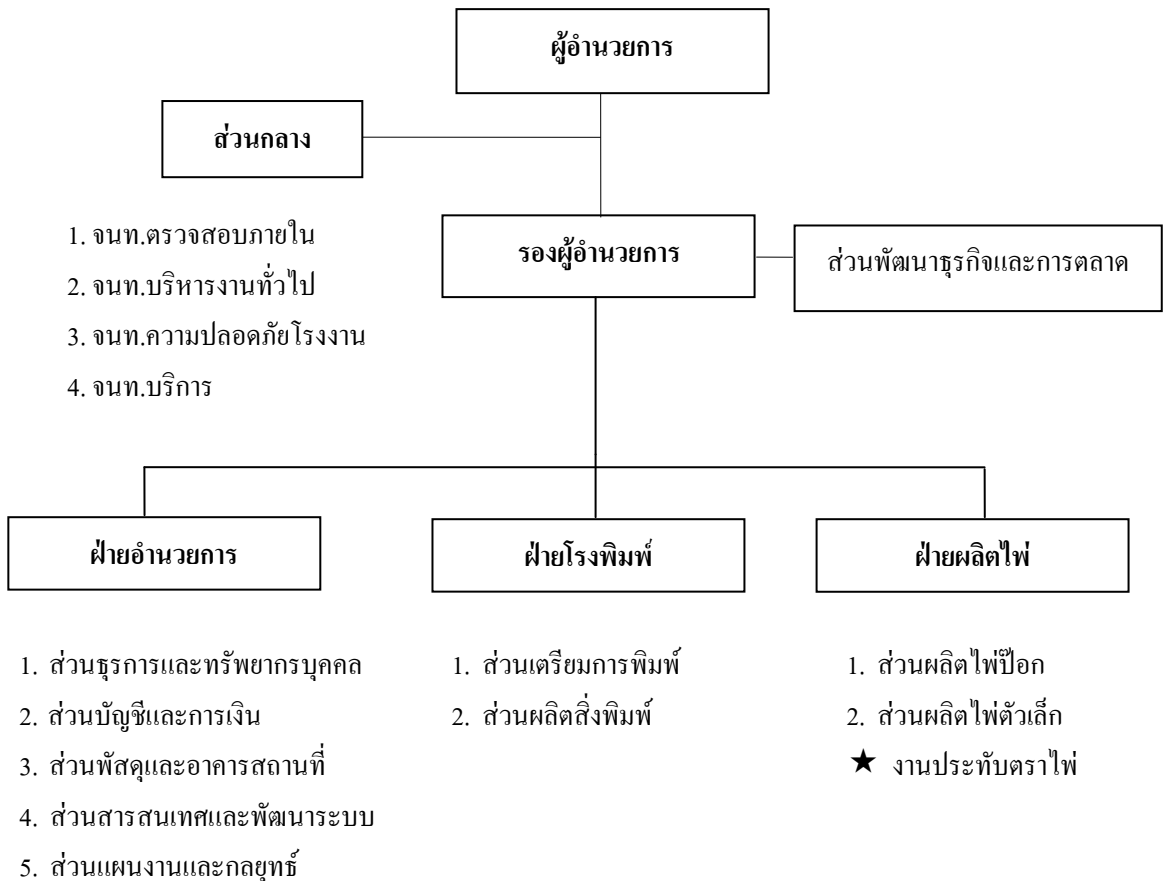 ผู้อำนวยการ
ส่วนกลาง
1. จนท.ตรวจสอบภายใน
2. จนท.บริหารงานทั่วไป
3. จนท.ความปลอดภัยโรงงาน
4. จนท.บริการ
รองผู้อำนวยการ
ส่วนพัฒนาธุรกิจและการตลาด
ฝ่ายอำนวยการ
1. ส่วนธุรการและทรัพยากรบุคคล
2. ส่วนบัญชีและการเงิน
3. ส่วนพัสดุและอาคารสถานที่
4. ส่วนสารสนเทศและพัฒนาระบบ
5. ส่วนแผนงานและกลยุทธ์
ฝ่ายโรงพิมพ์
1. ส่วนเตรียมการพิมพ์
2. ส่วนผลิตสิ่งพิมพ์
ฝ่ายผลิตไพ่
1. ส่วนผลิตไพ่ป๊อก
2. ส่วนผลิตไพ่ตัวเล็ก
★ งานประทับตราไพ่